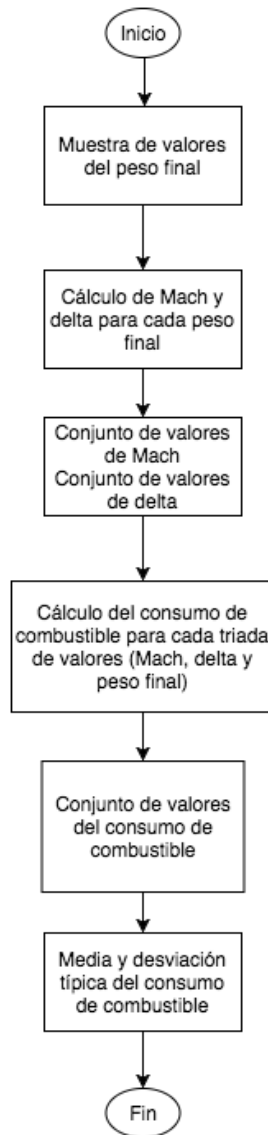 Inicio
Muestra de valores
del peso final
Cálculo de Mach y
delta para cada peso
final
Conjunto de valores
de Mach
Conjunto de valores
de delta
Cálculo del consumo de
combustible para cada triada
de valores (Mach, delta y
peso final)
Conjunto de valores
del consumo de
combustible
Media y desviación
típica del consumo
de combustible
Fin